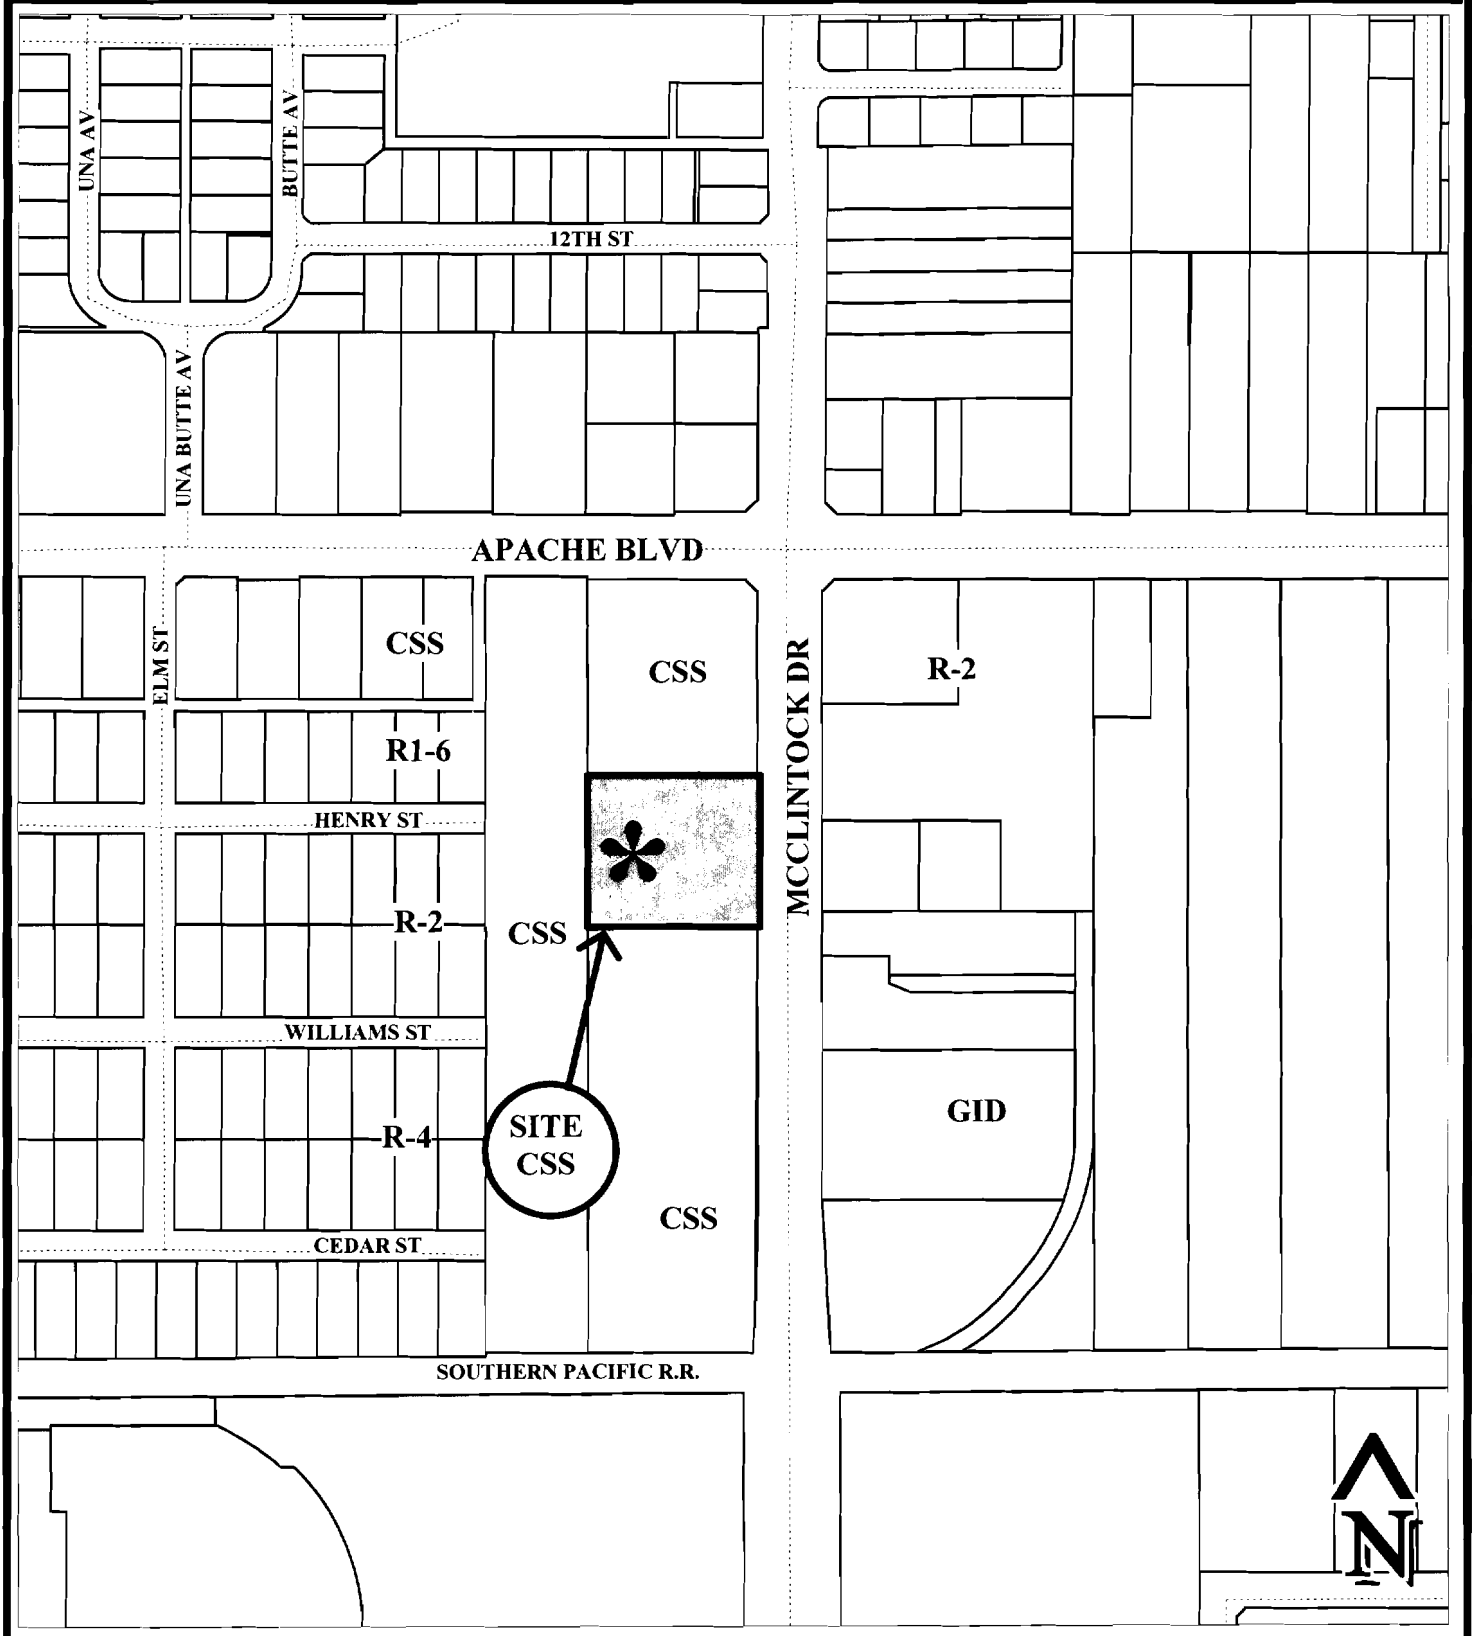 UNA AV
BUTTE AV
12TH ST
UNA BUTTE AV
APACHE BLVD
ELM ST
CSS
CSS
MCCLINTOCK DR
R-2
R1-6
HENRY ST
R-2
CSS
WILLIAMS ST
GID
R-4
SITE
CSS
CSS
CEDAR ST
SOUTHERN PACIFIC R.R.
N